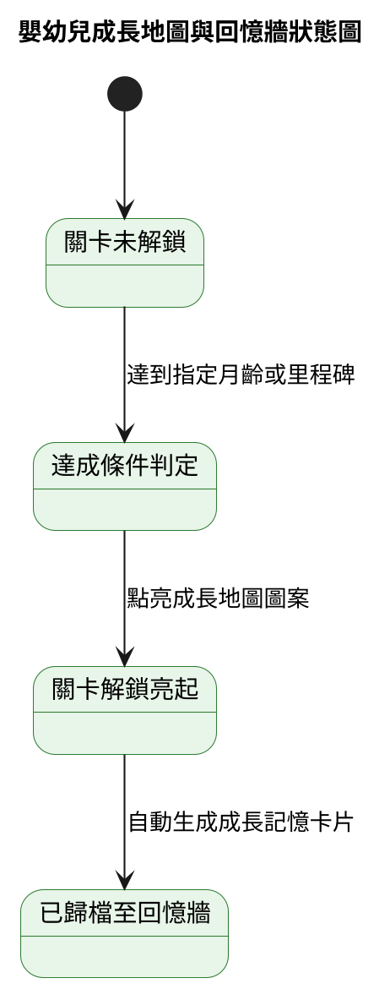 嬰幼兒成長地圖與回憶牆狀態圖
關卡未解鎖
達到指定月齡或里程碑
達成條件判定
點亮成長地圖圖案
關卡解鎖亮起
自動生成成長記憶卡片
已歸檔至回憶牆